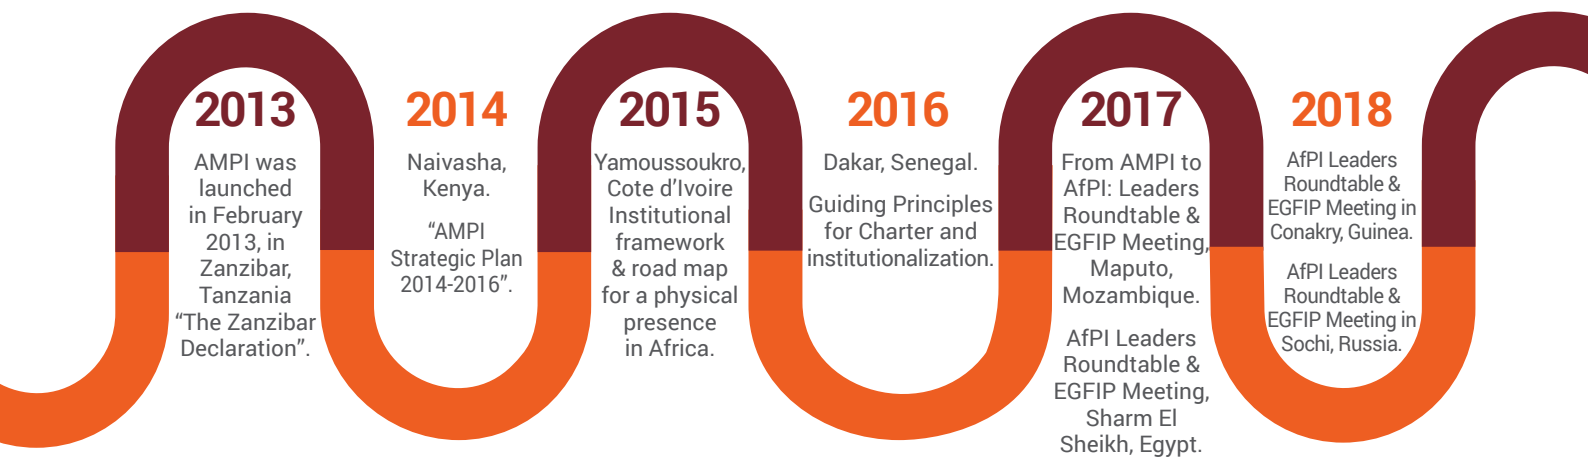 2013
AMPI was
launched
in February
2013, in
Zanzibar,
Tanzania
“The Zanzibar
Declaration”.
2014
Naivasha,
Kenya.
“AMPI
Strategic Plan
2014-2016”.
2015
Yamoussoukro,
Cote d’Ivoire
Institutional
framework
& road map
for a physical
presence
in Africa.
2016
Dakar, Senegal.
Guiding Principles
for Charter and
institutionalization.
2017
From AMPI to
AfPI: Leaders
Roundtable &
EGFIP Meeting,
Maputo,
Mozambique.
AfPI Leaders
Roundtable &
EGFIP Meeting,
Sharm El
Sheikh, Egypt.
2018
AfPI Leaders
Roundtable &
EGFIP Meeting in
Conakry, Guinea.
AfPI Leaders
Roundtable &
EGFIP Meeting in
Sochi, Russia.